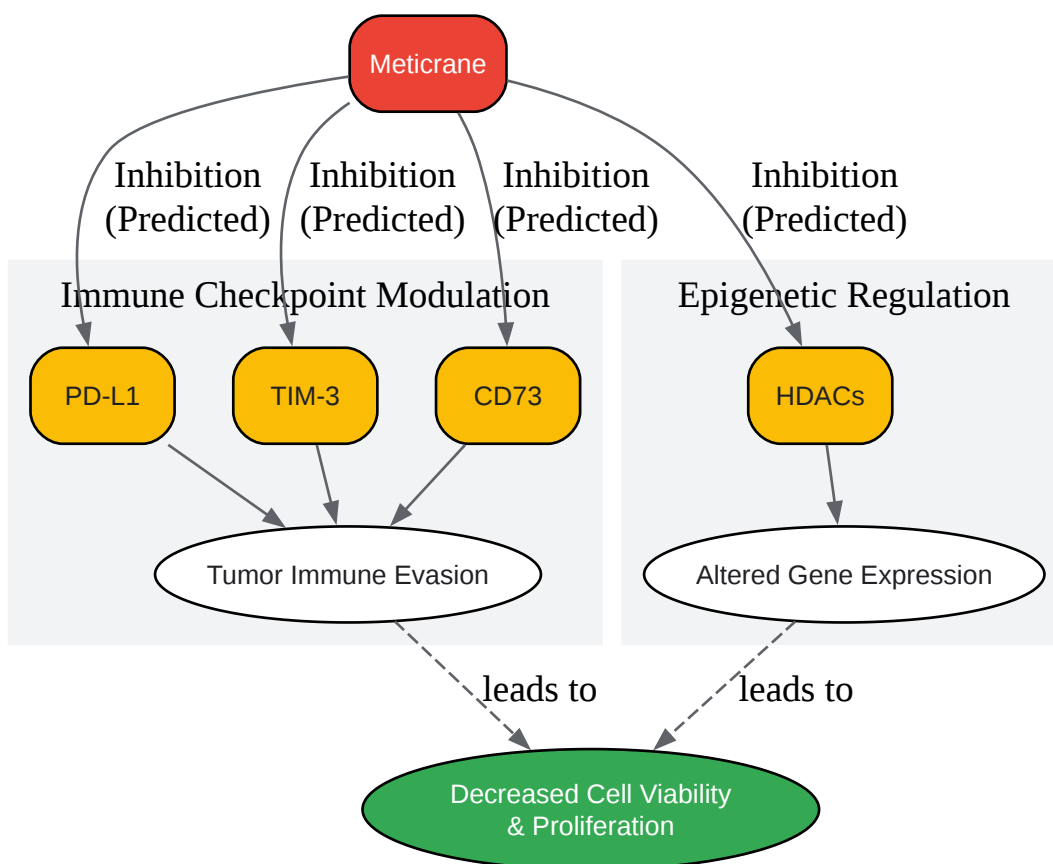 Meticrane
Inhibition
(Predicted)
Inhibition
(Predicted)
Inhibition
(Predicted)
Inhibition
(Predicted)
Immune Checkpoint Modulation
Epigenetic Regulation
PD-L1
TIM-3
CD73
HDACs
Tumor Immune Evasion
Altered Gene Expression
leads to
leads to
Decreased Cell Viability
& Proliferation